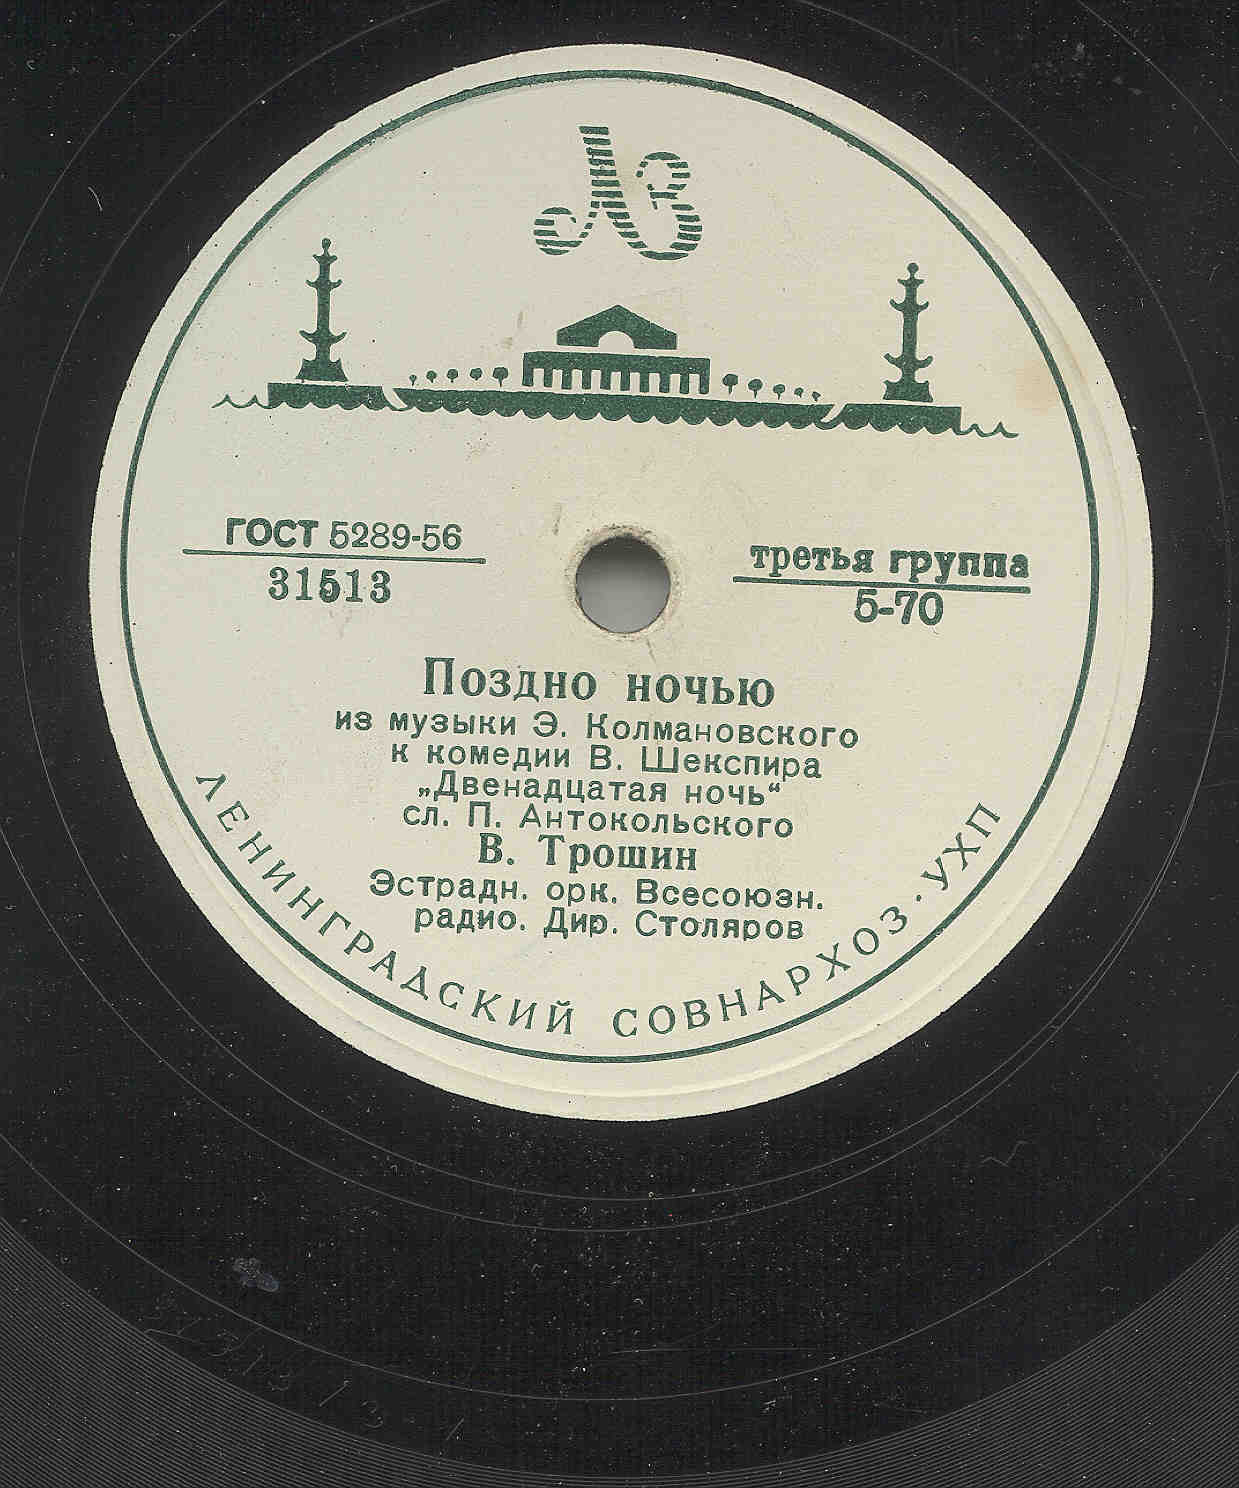 ЛЗ
ГОСТ 5289-56
31513
третья группа
5-70
Поздно ночью
из музыки Э. Колмановского
к комедии В. Шекспира
„Двенадцатая ночь“
сл. П. Антокольского
В. Трошин
Эстрадн. орк. Всесоюзн.
радио. Дир. Столяров
ЛЕНИНГРАДСКИЙ СОВНАРХОЗ · УХП